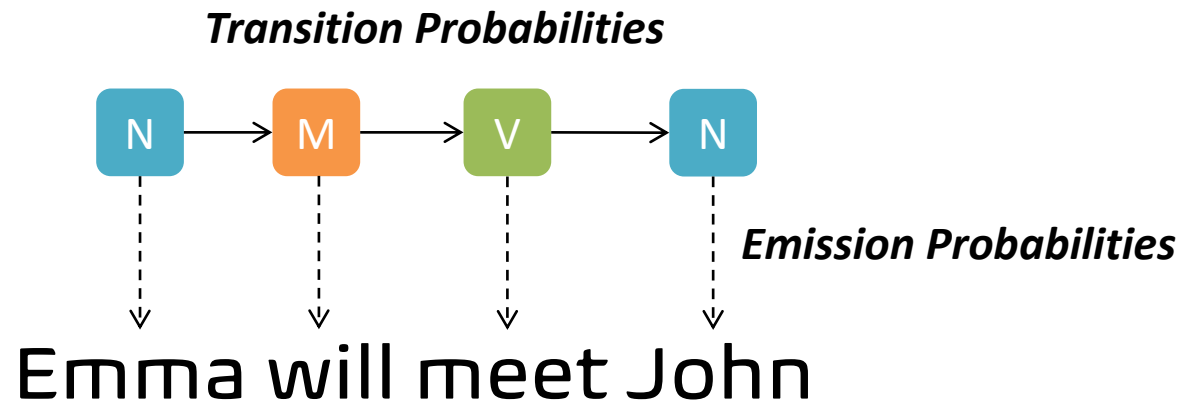 Transition Probabilities
N M V N
Emission Probabilities
Emma will meet John